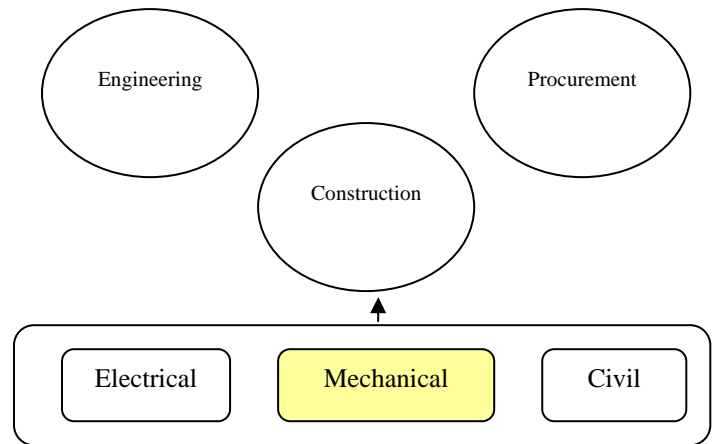 Engineering
Procurement
Construction
Electrical
Mechanical
Civil